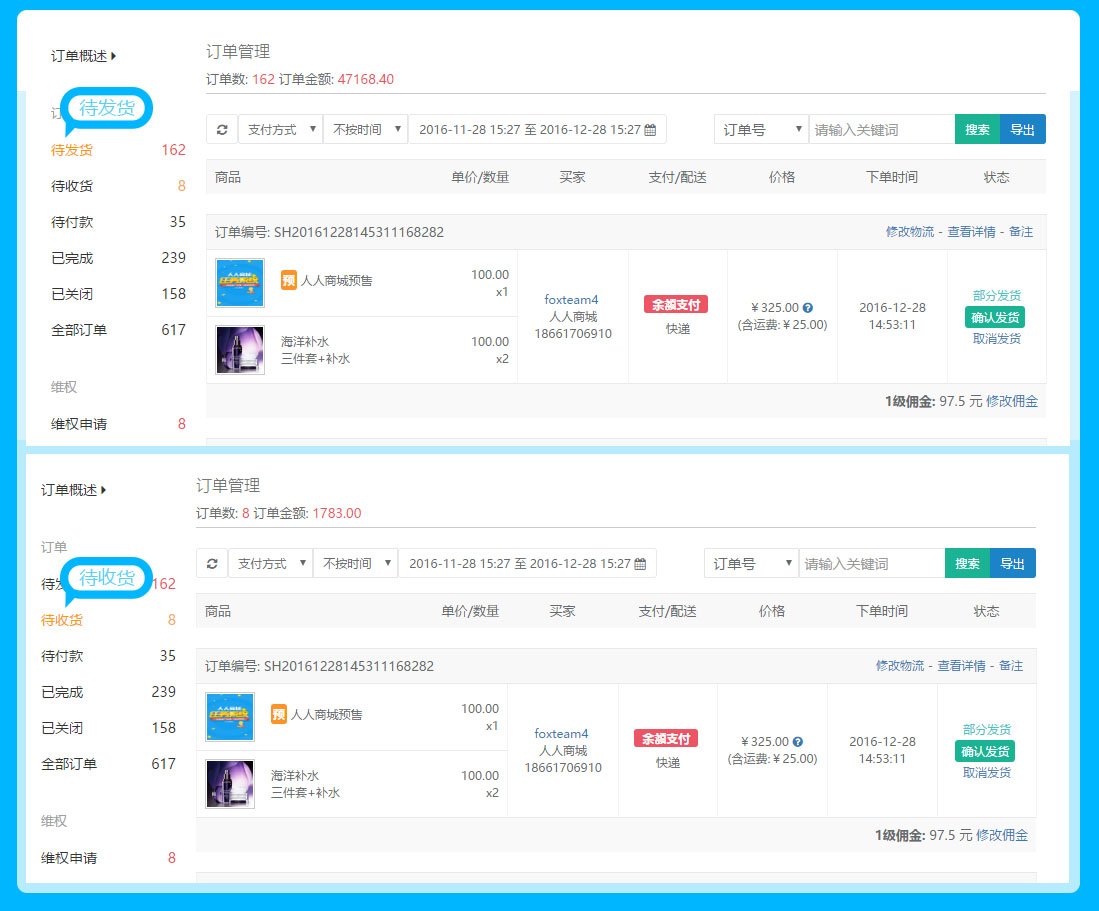 订单概述
订单管理
订单数: 162 订单金额: 47168.40
待发货
支付方式 不按时间 2016-11-28 15:27 至 2016-12-28 15:27 订单号 请输入关键词 搜索 导出
待发货 162
商品 单价/数量 买家 支付/配送 价格 下单时间 状态
待收货 8
待付款 35
订单编号: SH20161228145311168282 修改物流 - 查看详情 - 备注
已完成 239
预 人人商城预售 100.00
x1
已关闭 158
全部订单 617
foxteam4
人人商城
18661706910
余额支付
快递
¥ 325.00
(含运费: ¥ 25.00)
2016-12-28
14:53:11
部分发货
确认发货
取消发货
海洋补水 100.00
三件套+补水 x2
维权
1级佣金: 97.5 元 修改佣金
维权申请 8
订单概述
订单管理
订单数: 8 订单金额: 1783.00
订单
待收货
支付方式 不按时间 2016-11-28 15:27 至 2016-12-28 15:27 订单号 请输入关键词 搜索 导出
162
待收货 8
商品 单价/数量 买家 支付/配送 价格 下单时间 状态
待付款 35
订单编号: SH20161228145311168282 修改物流 - 查看详情 - 备注
已完成 239
预 人人商城预售 100.00
x1
已关闭 158
全部订单 617
foxteam4
人人商城
18661706910
余额支付
快递
¥ 325.00
(含运费: ¥ 25.00)
2016-12-28
14:53:11
部分发货
确认发货
取消发货
海洋补水 100.00
三件套+补水 x2
维权
1级佣金: 97.5 元 修改佣金
维权申请 8